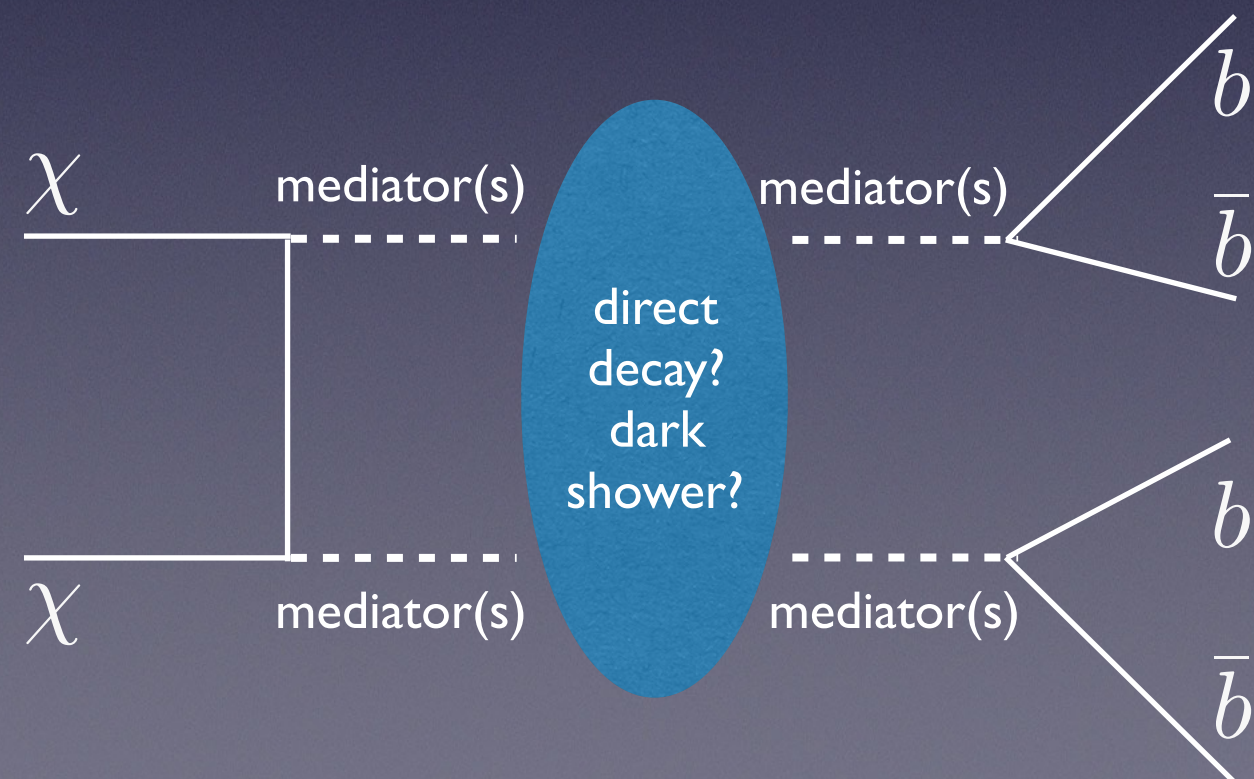 χ
mediator(s)
mediator(s)
b
b̄
direct
decay?
dark
shower?
χ
mediator(s)
mediator(s)
b
b̄